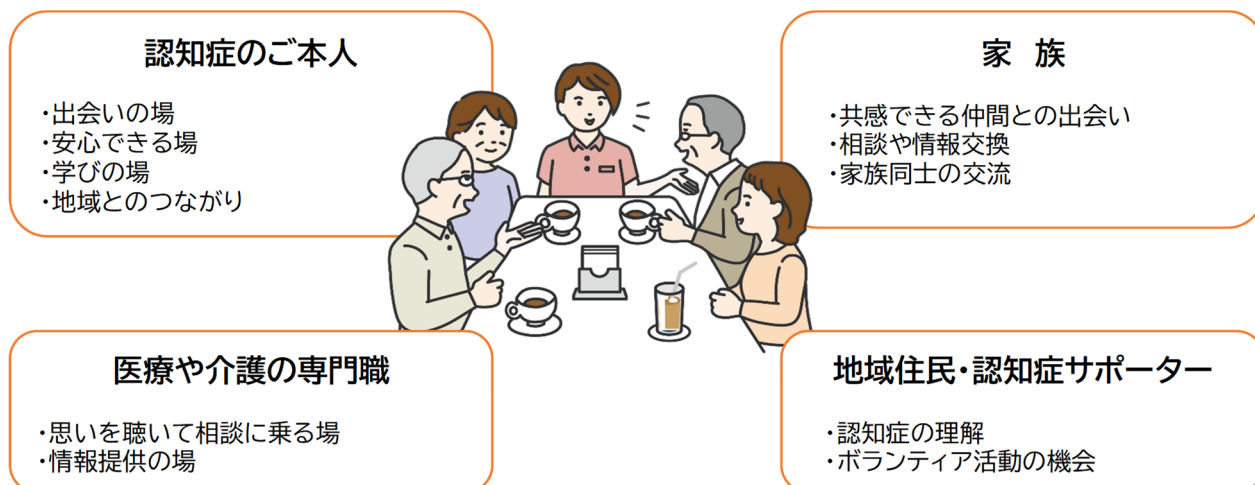 認知症のご本人
・出会いの場
・安心できる場
・学びの場
・地域とのつながり
家 族
・共感できる仲間との出会い
・相談や情報交換
・家族同士の交流
医療や介護の専門職
・思いを聴いて相談に乗る場
・情報提供の場
地域住民・認知症サポーター
・認知症の理解
・ボランティア活動の機会